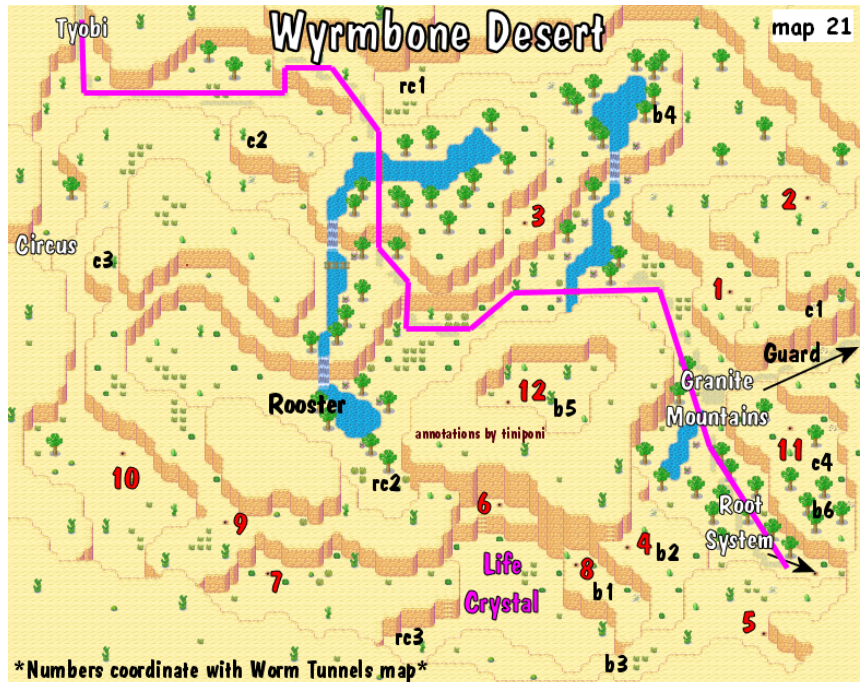 Tyobi
Wyrmbone Desert
map 21
rc1
b4
c2
2
3
Circus
c3
1
c1
Guard
Granite
Mountains
12
Rooster
b5
annotations by tiniponi
11
10
c4
rc2
6
b6
Root
System
9
4
b2
Life
Crystal
8
7
b1
5
rc3
b3
*Numbers coordinate with Worm Tunnels map*